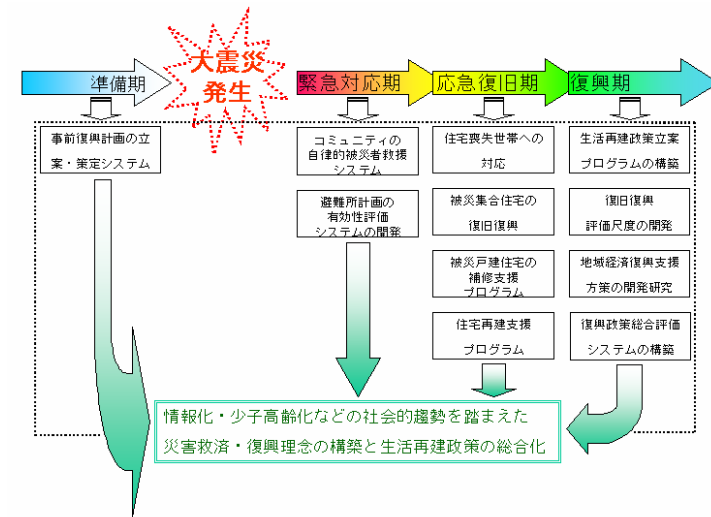 準備期
大震災
発生
緊急対応期
応急復旧期
復興期
事前復興計画の立
案・策定システム
コミュニティの
自律的被災者救援
システム
避難所計画の
有効性評価
システムの開発
住宅喪失世帯への
対応
被災集合住宅の
復旧復興
被災戸建住宅の
補修支援
プログラム
住宅再建支援
プログラム
生活再建政策立案
プログラムの構築
復旧復興
評価尺度の開発
地域経済復興支援
方策の開発研究
復興政策総合評価
システムの構築
情報化・少子高齢化などの社会的趨勢を踏まえた
災害救済・復興理念の構築と生活再建政策の総合化